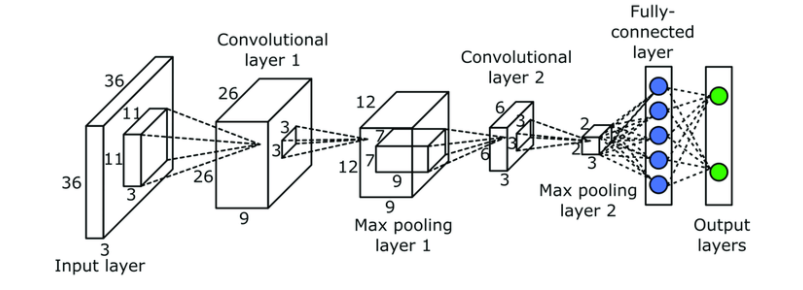 36
11
11
3
36
3
Input layer
Convolutional
layer 1
26
3
3
26
9
12
7
7
12
9
9
Max pooling
layer 1
Convolutional
layer 2
6
3
3
6
3
2
2
3
Max pooling
layer 2
Fully-
connected
layer
Output
layers